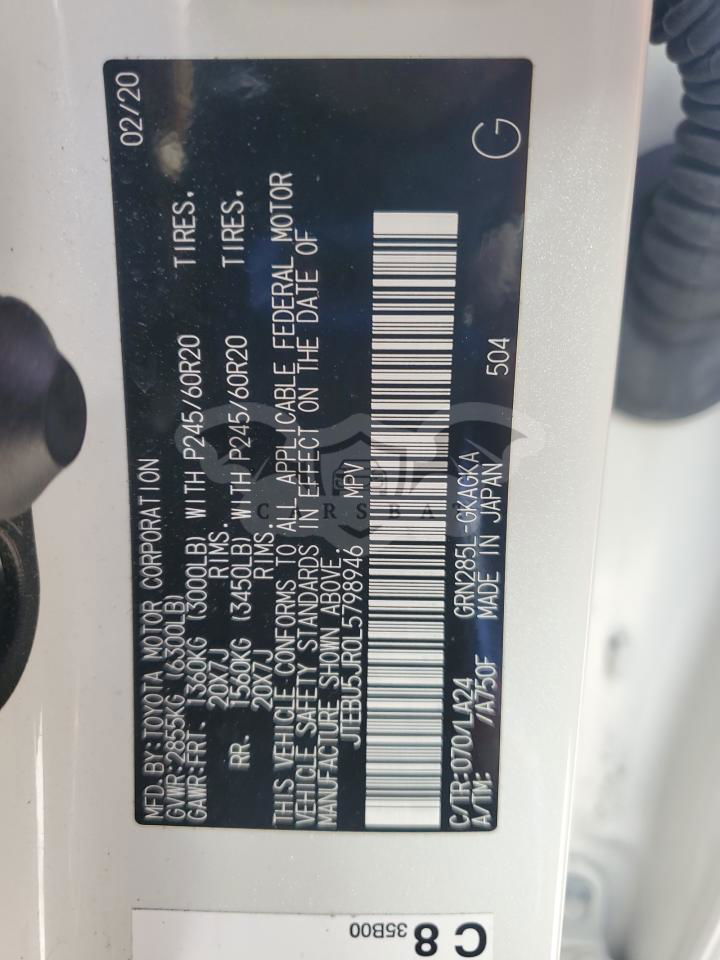 MFD. BY: TOYOTA MOTOR CORPORATION 02/20
GVWR: 2855KG (6300LB)
GAWR: FRT. 1360KG (3000LB) WITH P245/60R20 TIRES.
20X7J RIMS.
RR. 1560KG (3450LB) WITH P245/60R20 TIRES.
20X7J RIMS.
THIS VEHICLE CONFORMS TO ALL APPLICABLE FEDERAL MOTOR
VEHICLE SAFETY STANDARDS IN EFFECT ON THE DATE OF
MANUFACTURE SHOWN ABOVE.
JTEBU5JR0L5798946 MPV
C/TR: 070/LA24 GRN285L-GKAGKA 504
A/TM: /A750F MADE IN JAPAN
G
CARSBAT
C8
35B00